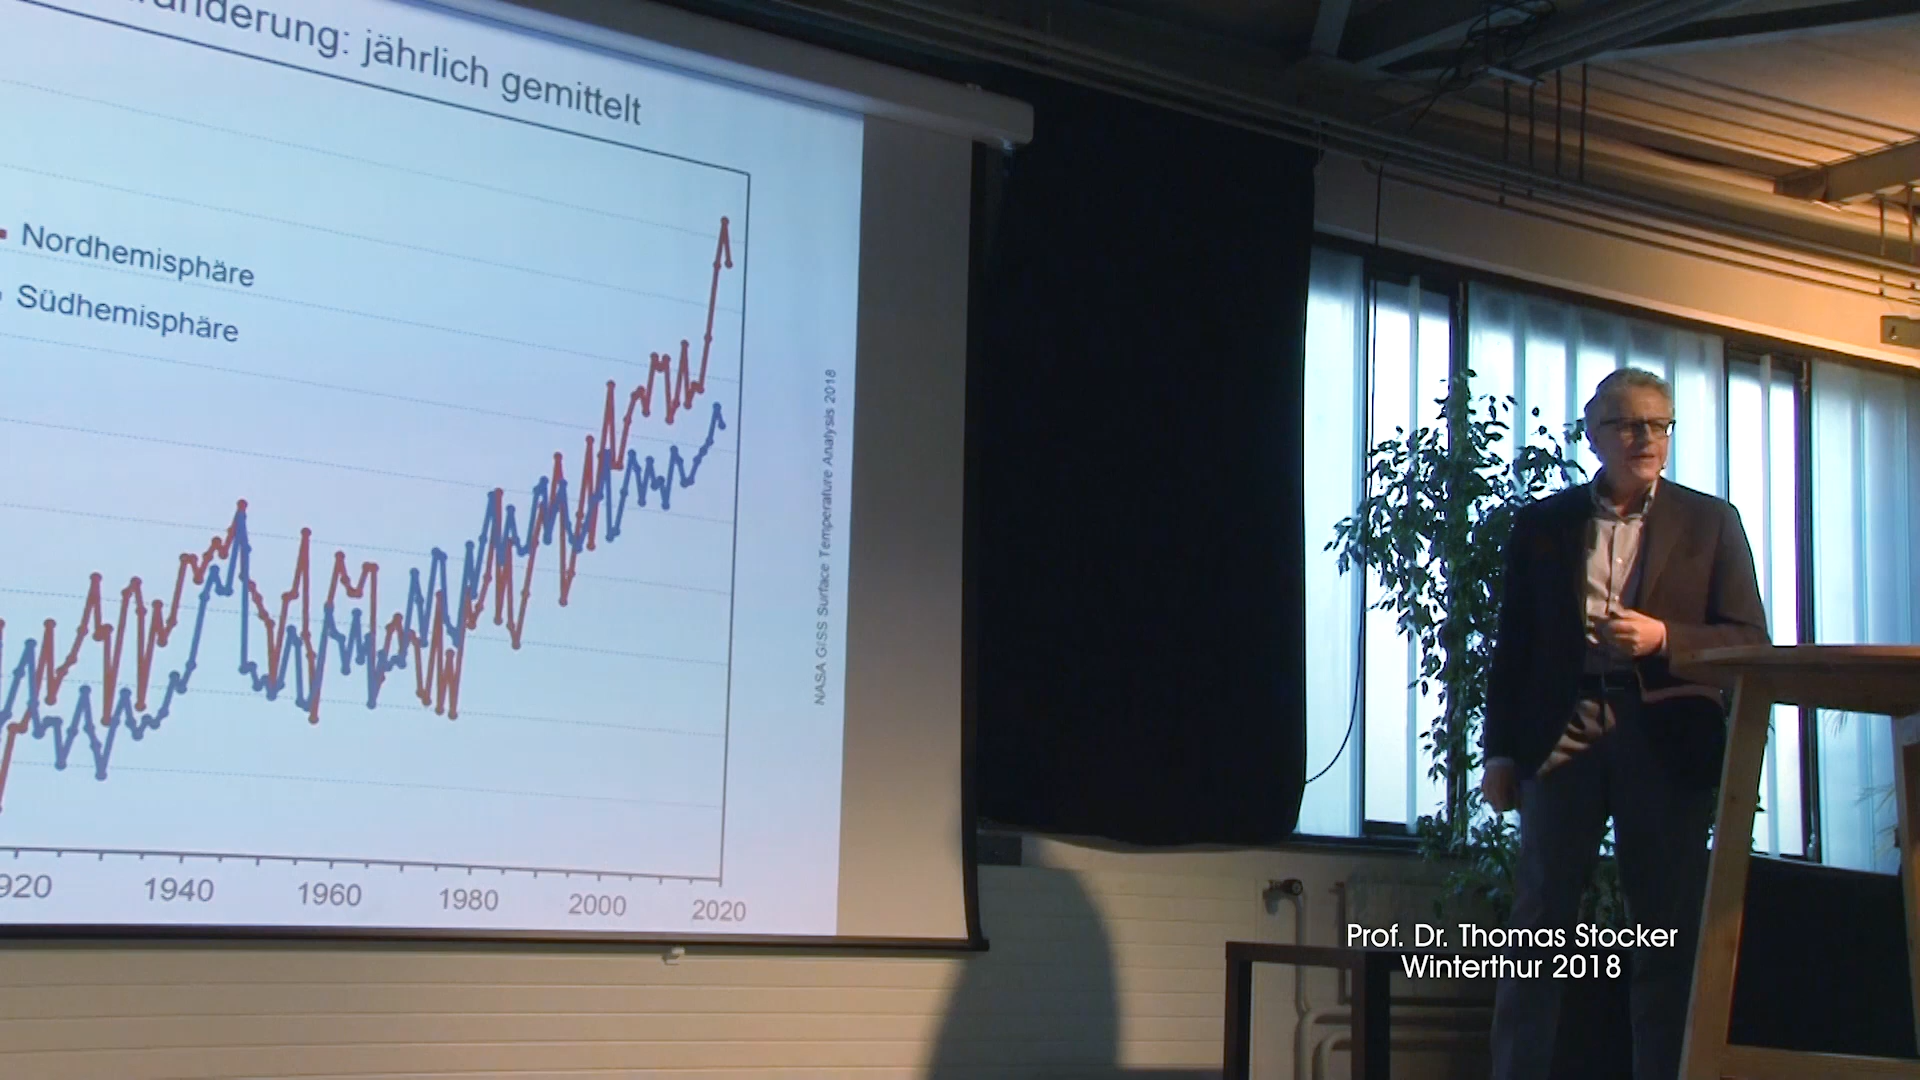 änderung: jährlich gemittelt
Nordhemisphäre
Südhemisphäre
NASA GISS Surface Temperature Analysis 2018
920 1940 1960 1980 2000 2020
Prof. Dr. Thomas Stocker
Winterthur 2018